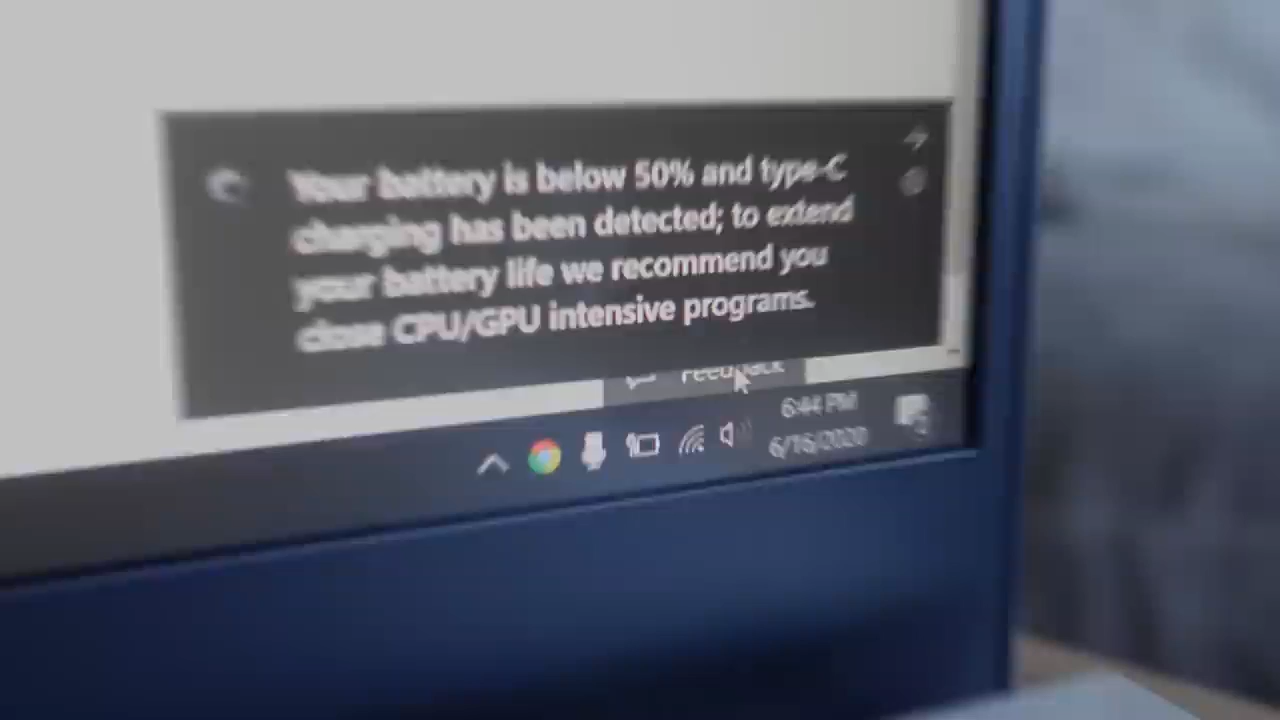 Your battery is below 50% and type-C
charging has been detected; to extend
your battery life we recommend you
close CPU/GPU intensive programs.
Feedback
6:44 PM
6/16/2020